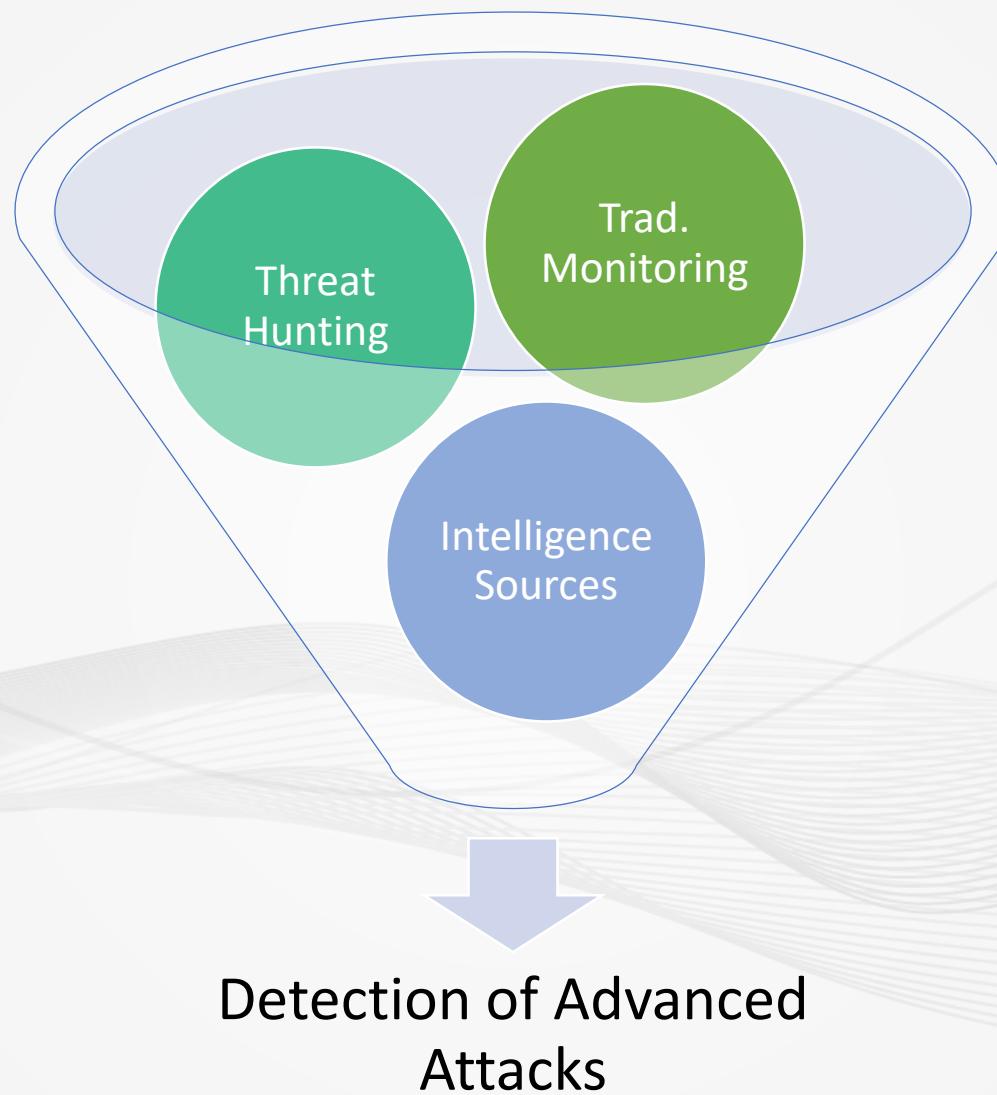 Trad.
Monitoring
Threat
Hunting
Intelligence
Sources
Detection of Advanced
Attacks